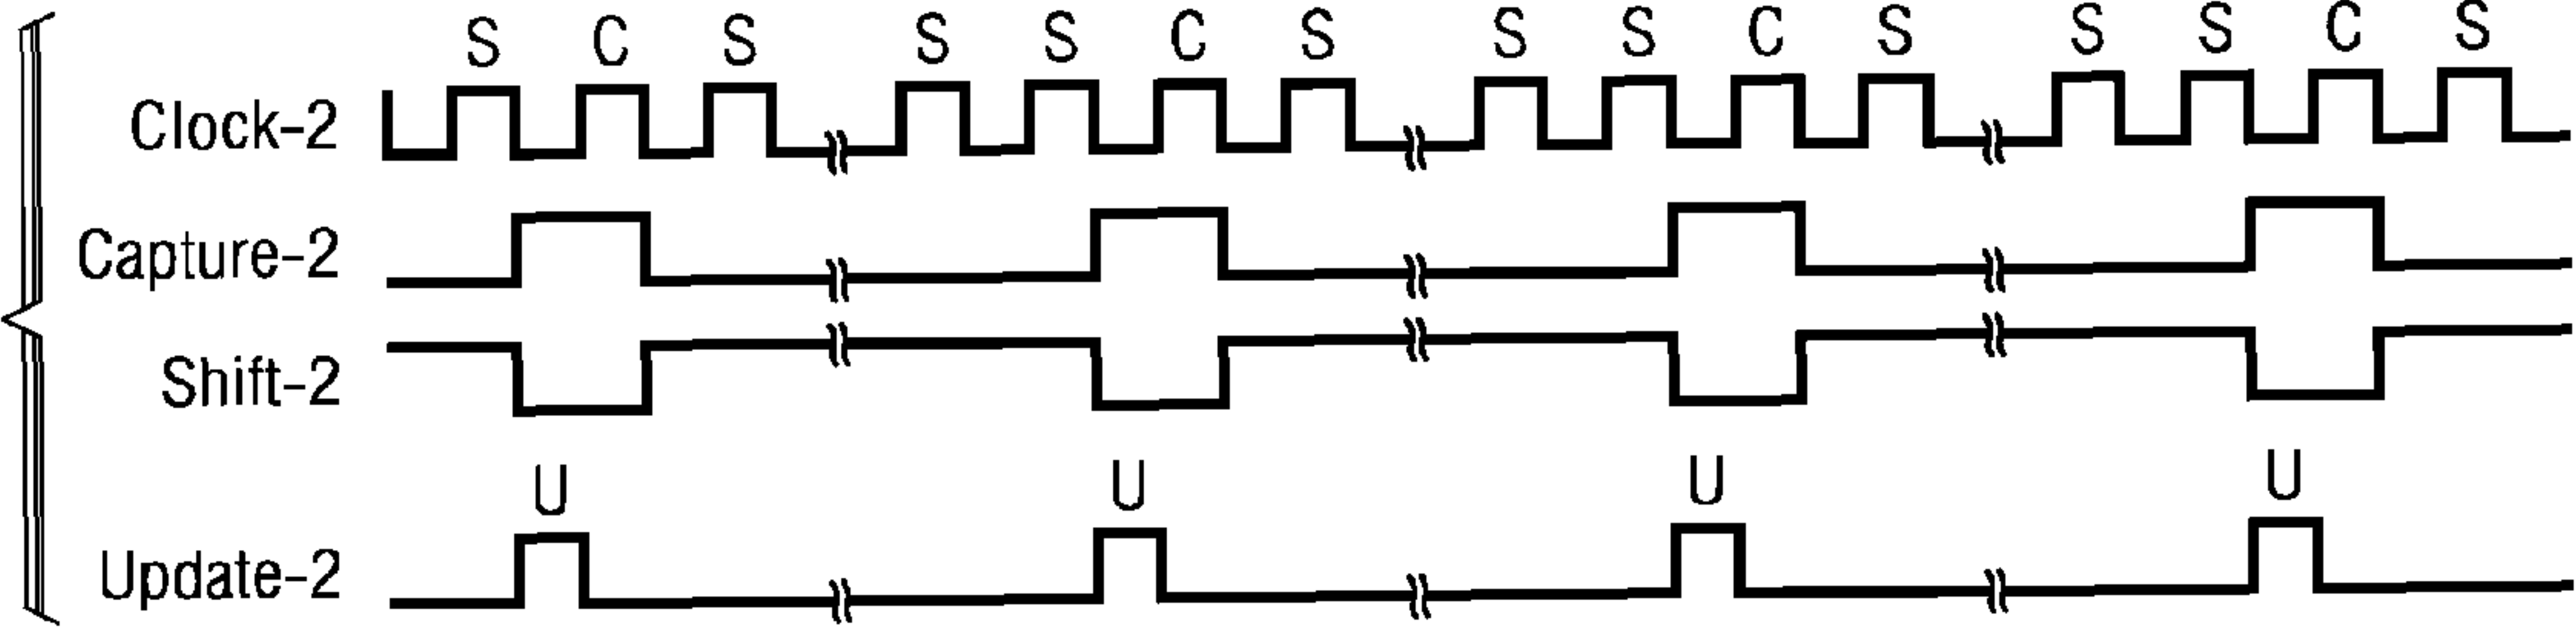 S C S S S C S S S C S S S C S
Clock-2
Capture-2
Shift-2
U U U U
Update-2